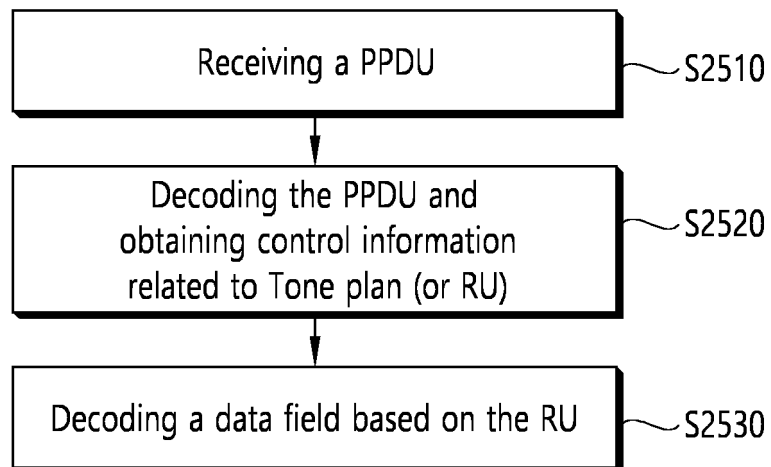 Receiving a PPDU
S2510
Decoding the PPDU and
obtaining control information
related to Tone plan (or RU)
S2520
Decoding a data field based on the RU
S2530